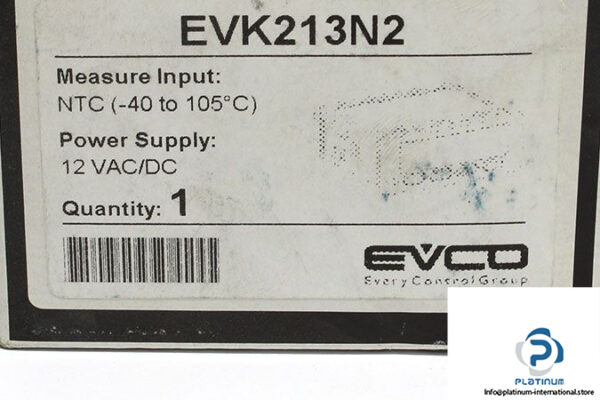 EVK213N2
Measure Input:
NTC (-40 to 105°C)
Power Supply:
12 VAC/DC
Quantity: 1
EVCO
Every Control Group
PLATINUM
https://platinum-international.store